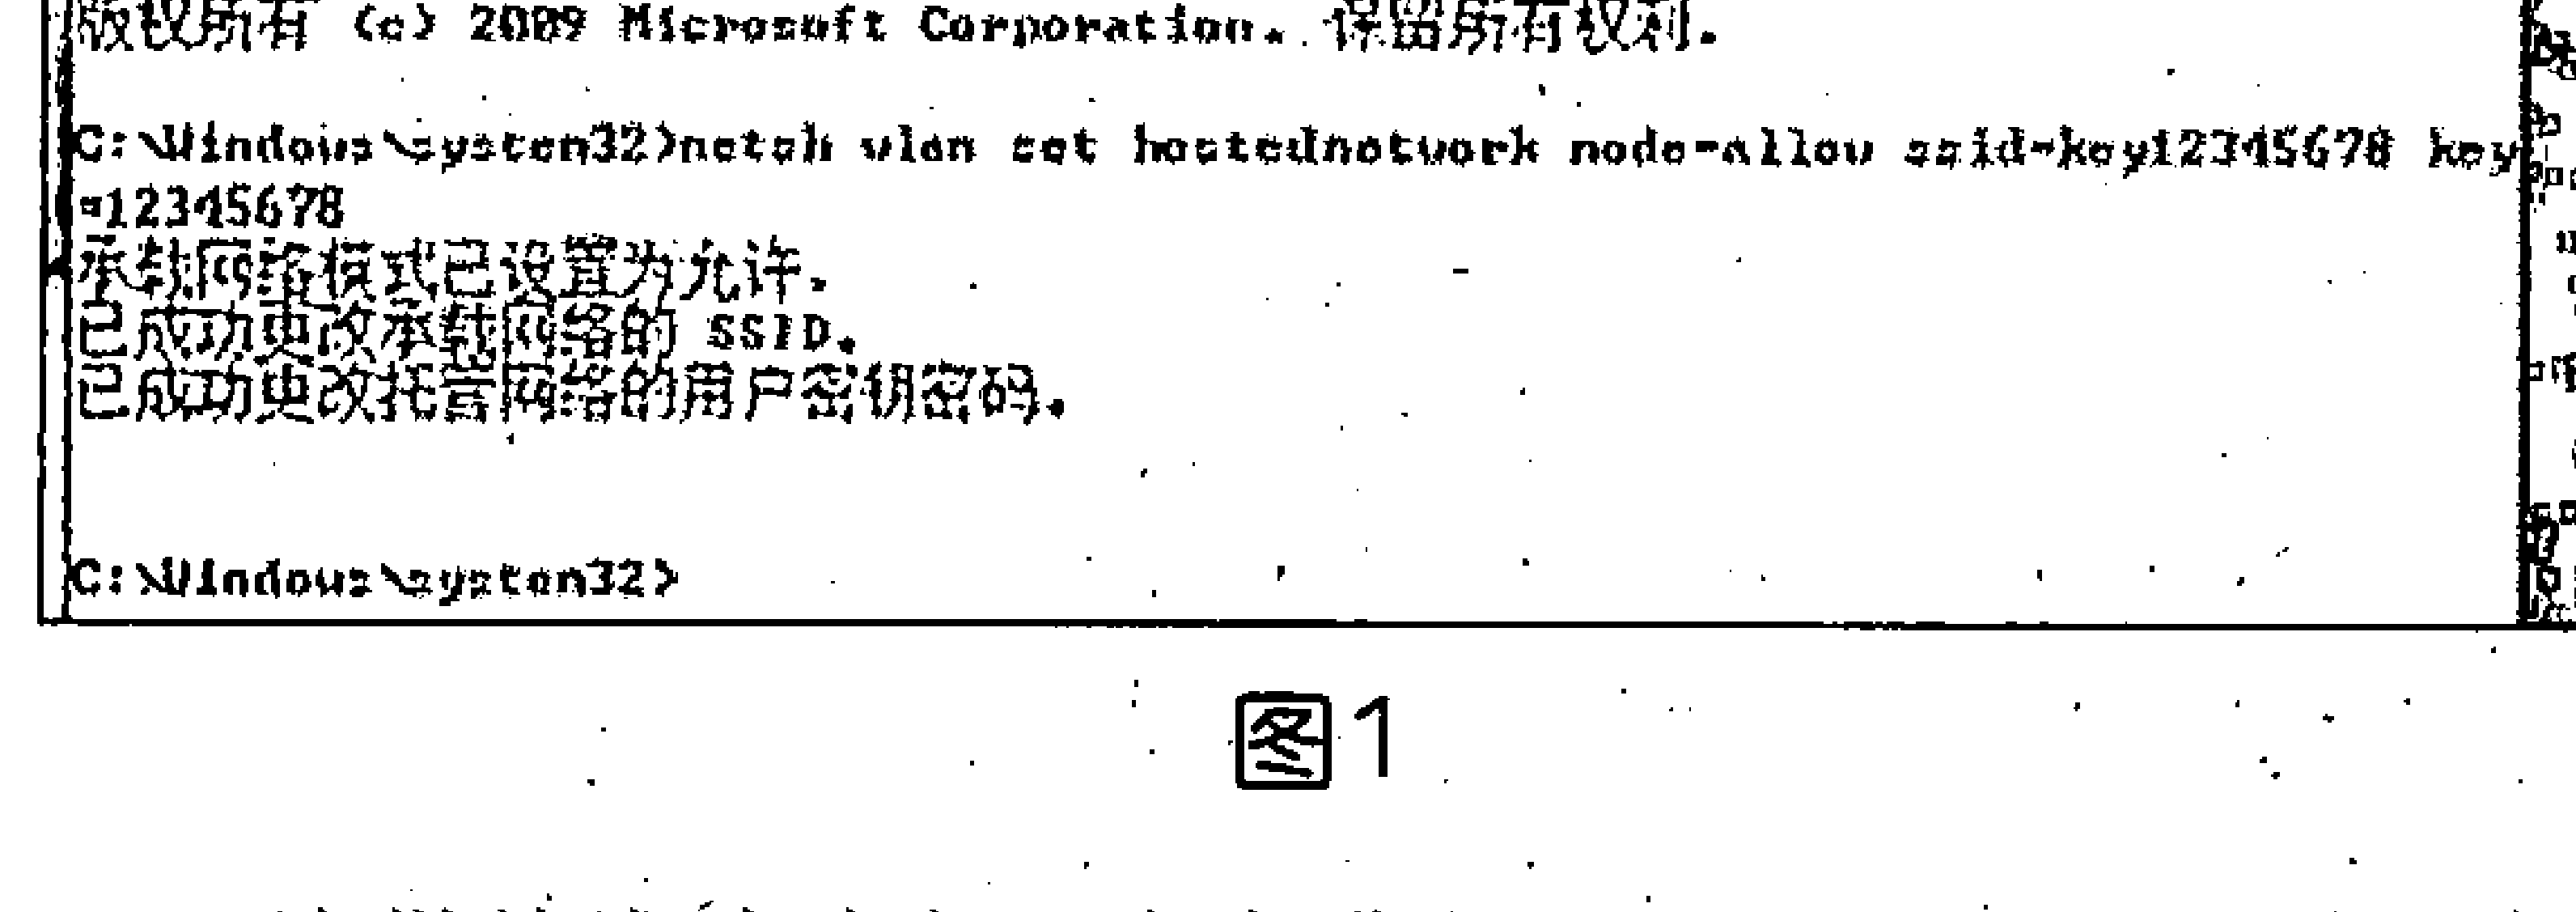 版权所有 (c) 2009 Microsoft Corporation. 保留所有权利.
C:\Windows\system32>netsh wlan set hostednetwork mode=allow ssid=key12345678 key
=12345678
承载网络模式已设置为允许.
已成功更改承载网络的 SSID.
已成功更改托管网络的用户密钥密码.
C:\Windows\system32>
图1